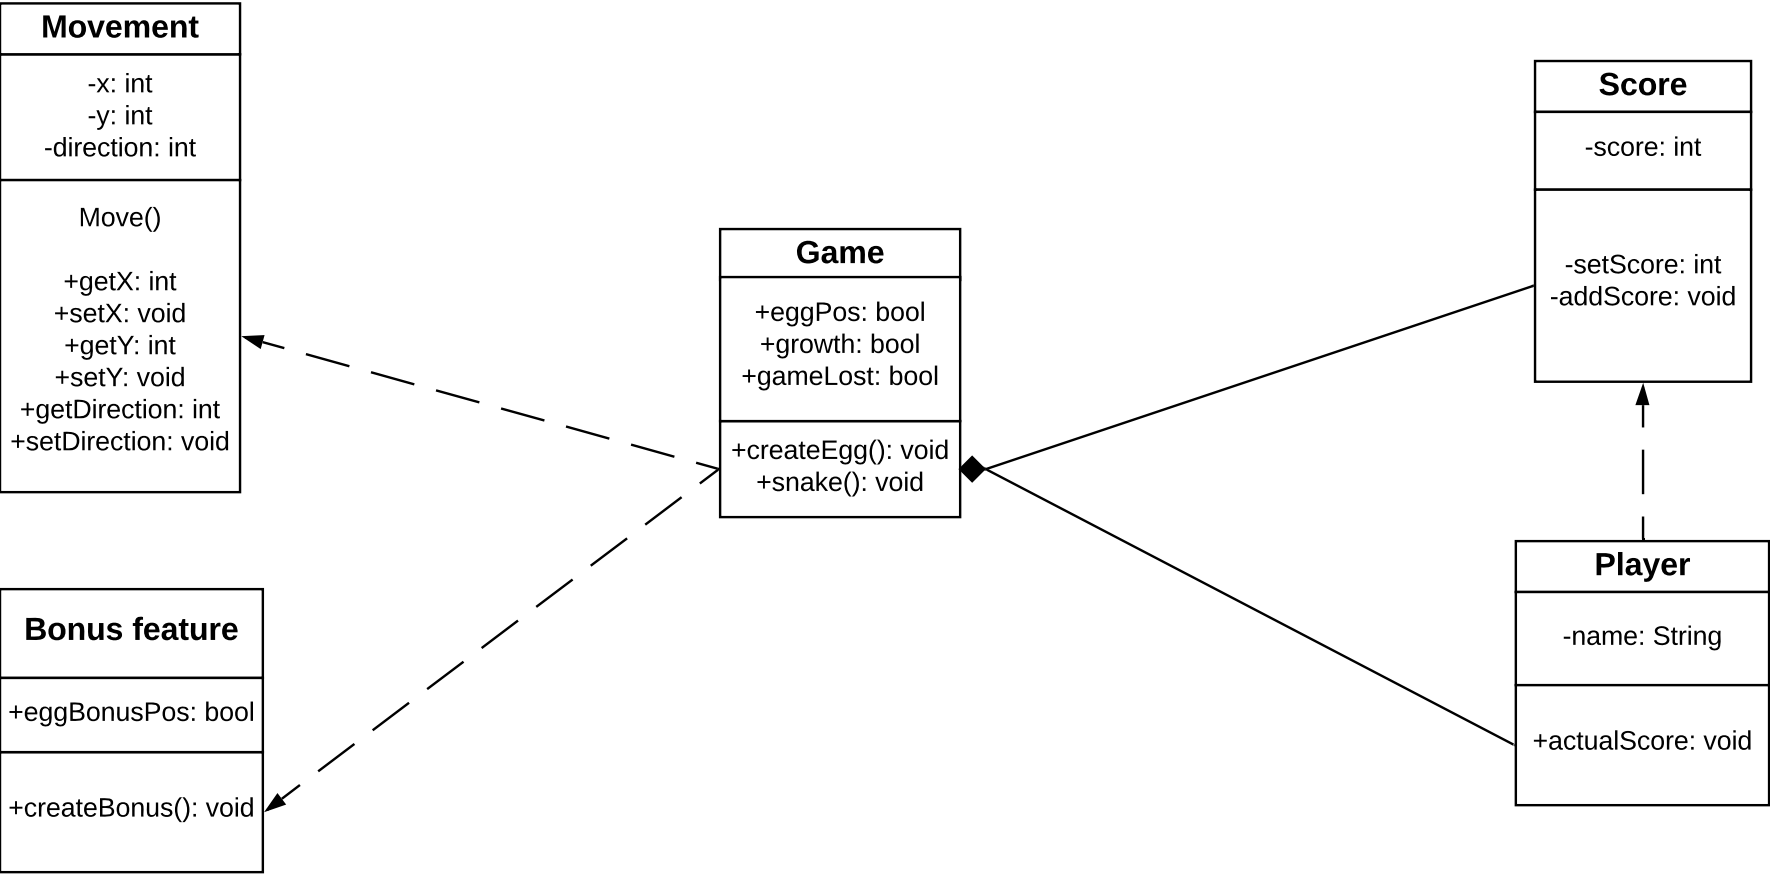 Movement
-x: int
-y: int
-direction: int
Move()
+getX: int
+setX: void
+getY: int
+setY: void
+getDirection: int
+setDirection: void
Bonus feature
+eggBonusPos: bool
+createBonus(): void
Game
+eggPos: bool
+growth: bool
+gameLost: bool
+createEgg(): void
+snake(): void
Score
-score: int
-setScore: int
-addScore: void
Player
-name: String
+actualScore: void